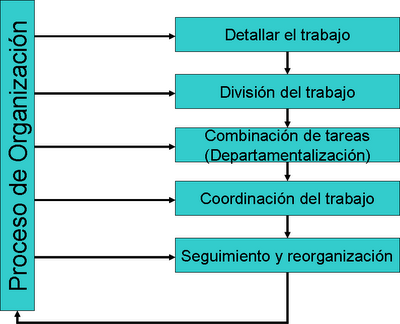 Proceso de Organización
Detallar el trabajo
División del trabajo
Combinación de tareas
(Departamentalización)
Coordinación del trabajo
Seguimiento y reorganización